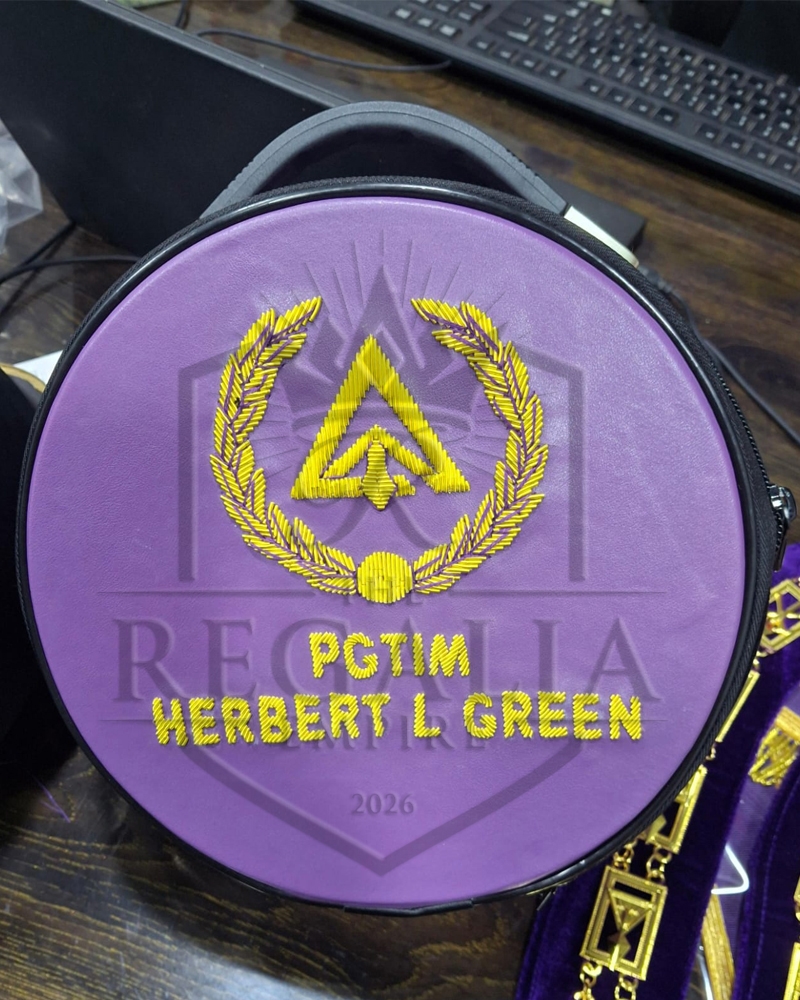 PGTIM
HERBERT L GREEN
THE
REGALIA
EMPIRE
2026